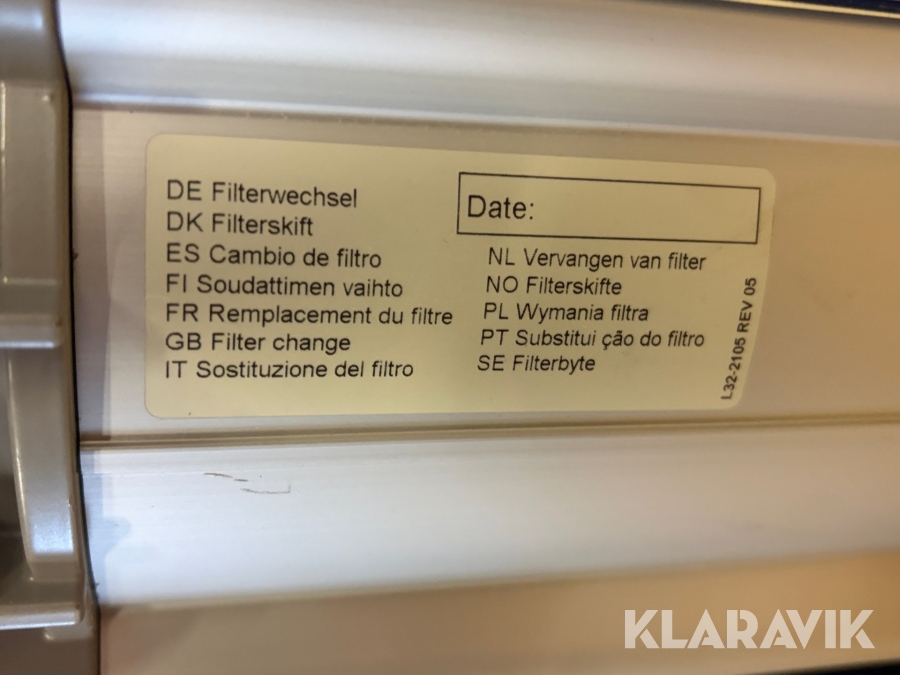 DE Filterwechsel
DK Filterskift
ES Cambio de filtro
FI Soudattimen vaihto
FR Remplacement du filtre
GB Filter change
IT Sostituzione del filtro
Date:
NL Vervangen van filter
NO Filterskifte
PL Wymania filtra
PT Substitui ção do filtro
SE Filterbyte
L32-2105 REV 05
KLARAVIK